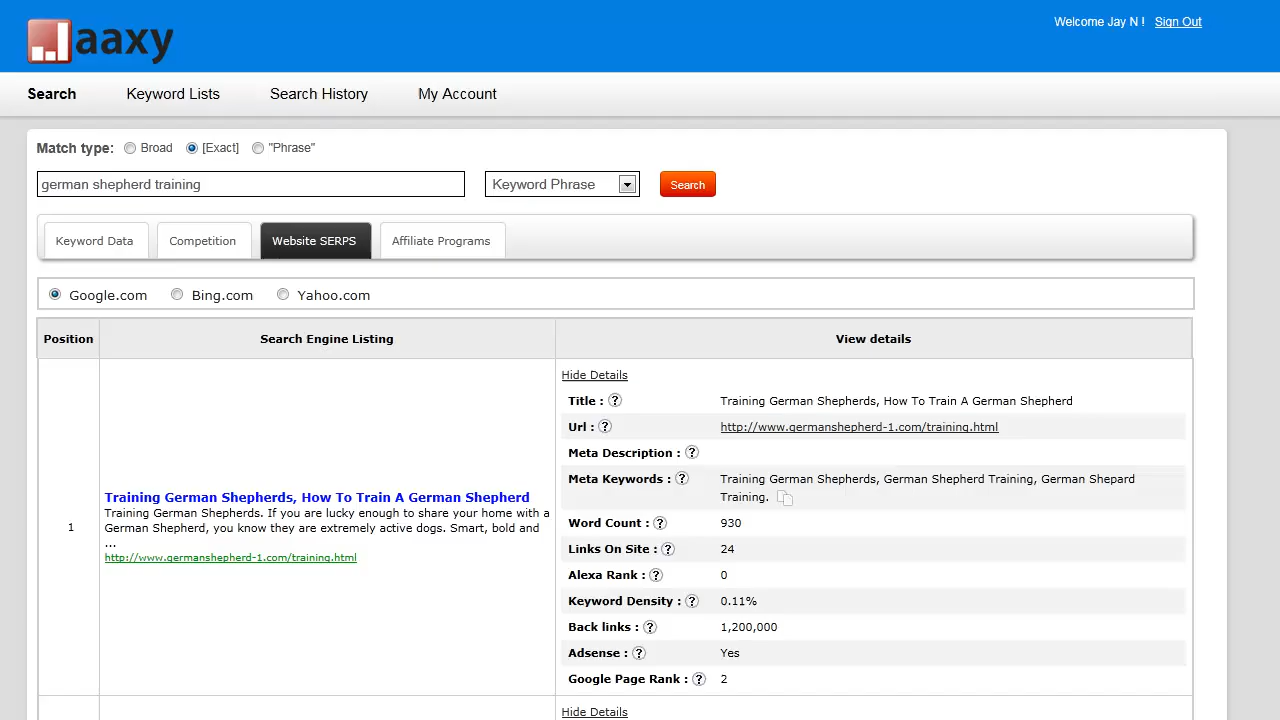 Jaaxy
Welcome Jay N ! Sign Out
Search Keyword Lists Search History My Account
Match type: Broad [Exact] "Phrase"
german shepherd training Keyword Phrase Search
Keyword Data Competition Website SERPS Affiliate Programs
Google.com Bing.com Yahoo.com
Position Search Engine Listing View details
1
Training German Shepherds, How To Train A German Shepherd
Training German Shepherds. If you are lucky enough to share your home with a
German Shepherd, you know they are extremely active dogs. Smart, bold and
...
http://www.germanshepherd-1.com/training.html
Hide Details
Title : ? Training German Shepherds, How To Train A German Shepherd
Url : ? http://www.germanshepherd-1.com/training.html
Meta Description : ?
Meta Keywords : ? Training German Shepherds, German Shepherd Training, German Shepard
Training.
Word Count : ? 930
Links On Site : ? 24
Alexa Rank : ? 0
Keyword Density : ? 0.11%
Back links : ? 1,200,000
Adsense : ? Yes
Google Page Rank : ? 2
Hide Details